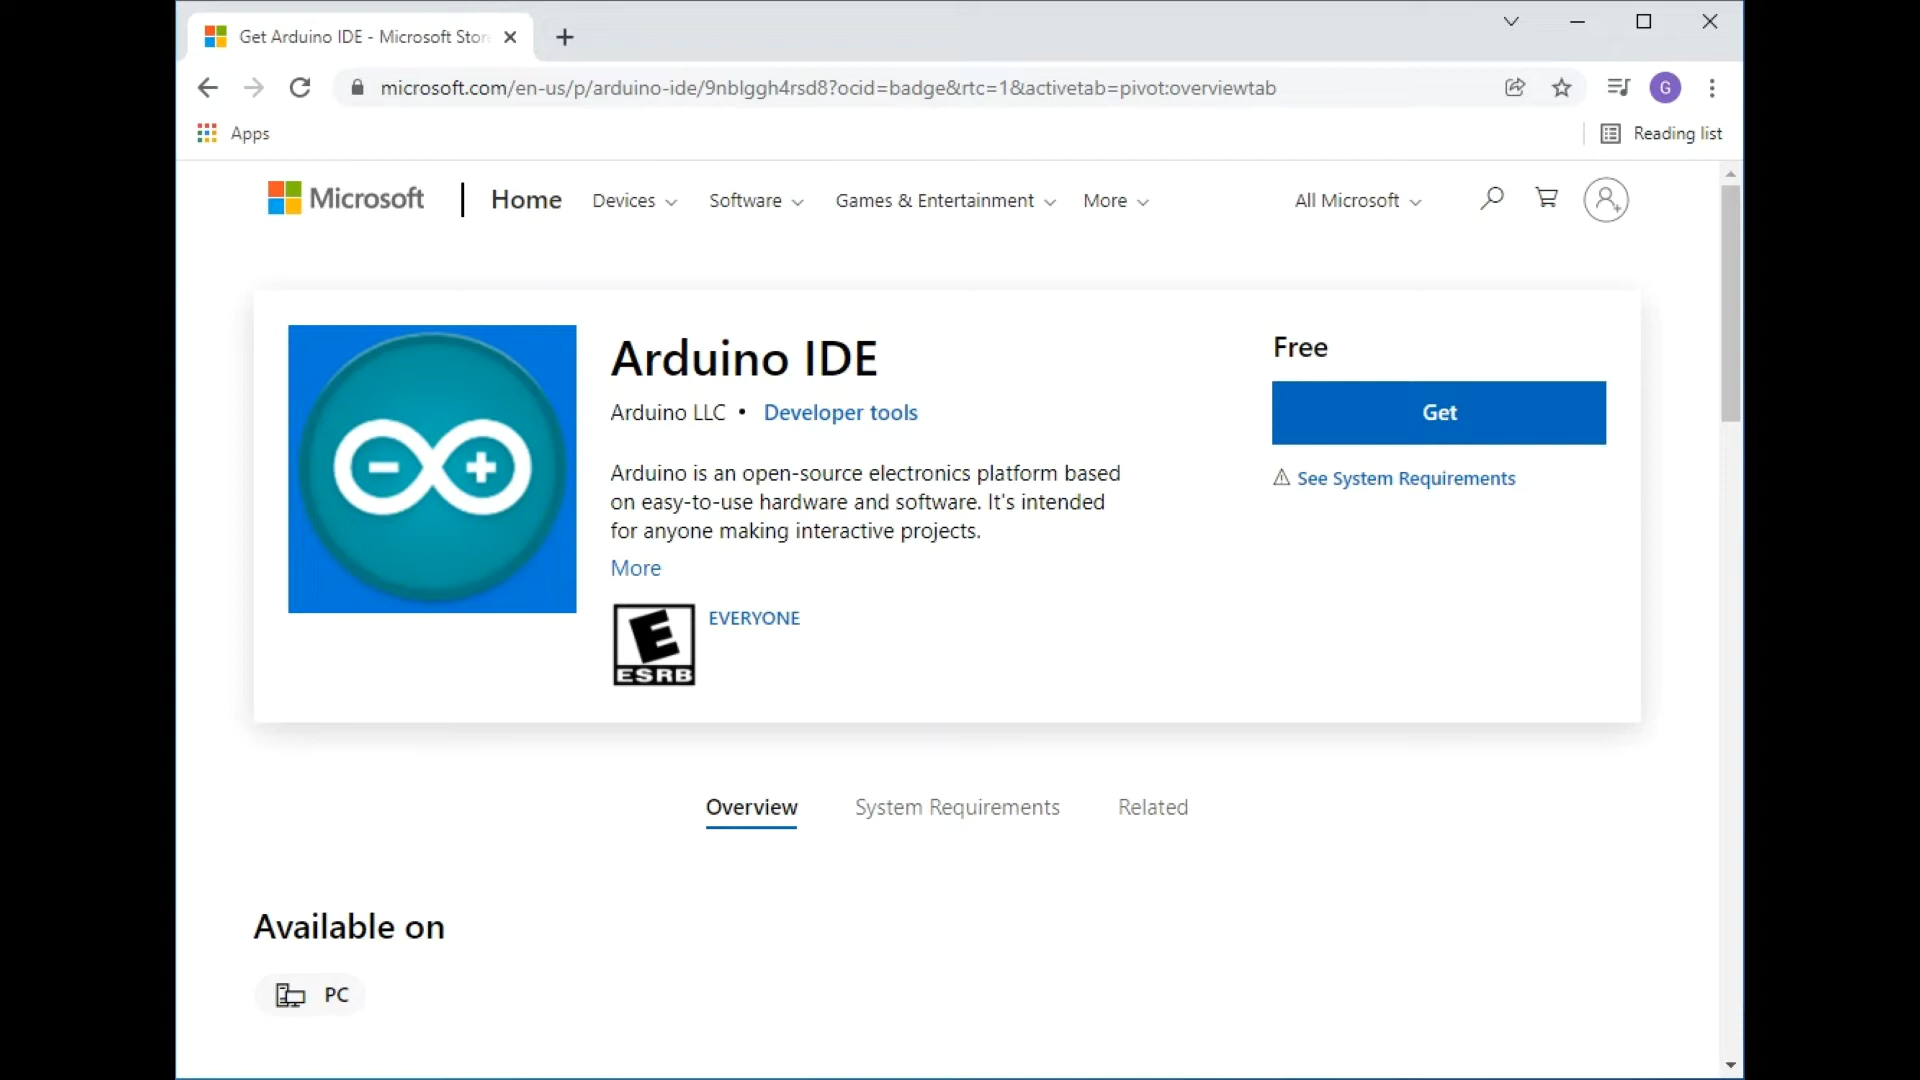 Get Arduino IDE - Microsoft Stor
microsoft.com/en-us/p/arduino-ide/9nblggh4rsd8?ocid=badge&rtc=1&activetab=pivot:overviewtab
G
Apps
Reading list
Microsoft
Home
Devices
Software
Games & Entertainment
More
All Microsoft
Arduino IDE
Arduino LLC • Developer tools
Arduino is an open-source electronics platform based
on easy-to-use hardware and software. It's intended
for anyone making interactive projects.
More
E
ESRB
EVERYONE
Free
Get
See System Requirements
Overview
System Requirements
Related
Available on
PC